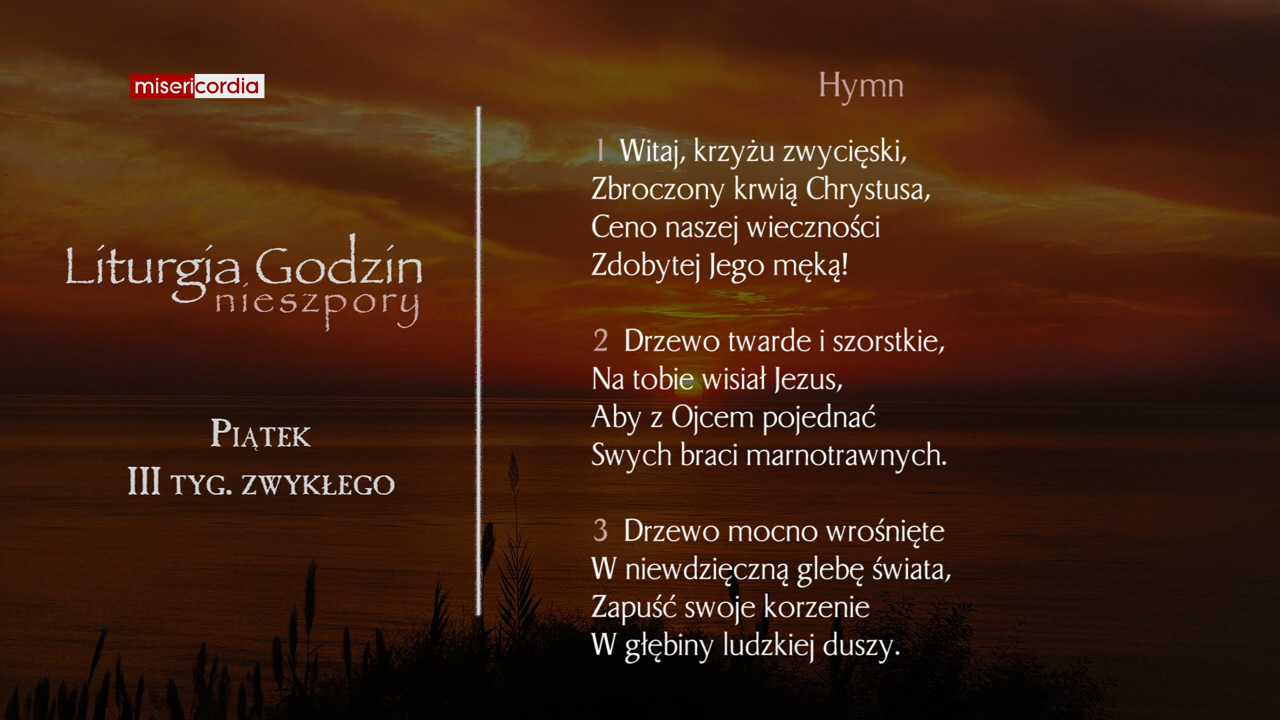 misericordia
Liturgia Godzin
nieszpory
Piątek
III tyg. zwykłego
Hymn
1 Witaj, krzyżu zwycięski,
Zbroczony krwią Chrystusa,
Ceno naszej wieczności
Zdobytej Jego męką!
2 Drzewo twarde i szorstkie,
Na tobie wisiał Jezus,
Aby z Ojcem pojednać
Swych braci marnotrawnych.
3 Drzewo mocno wrośnięte
W niewdzięczną glebę świata,
Zapuść swoje korzenie
W głębiny ludzkiej duszy.